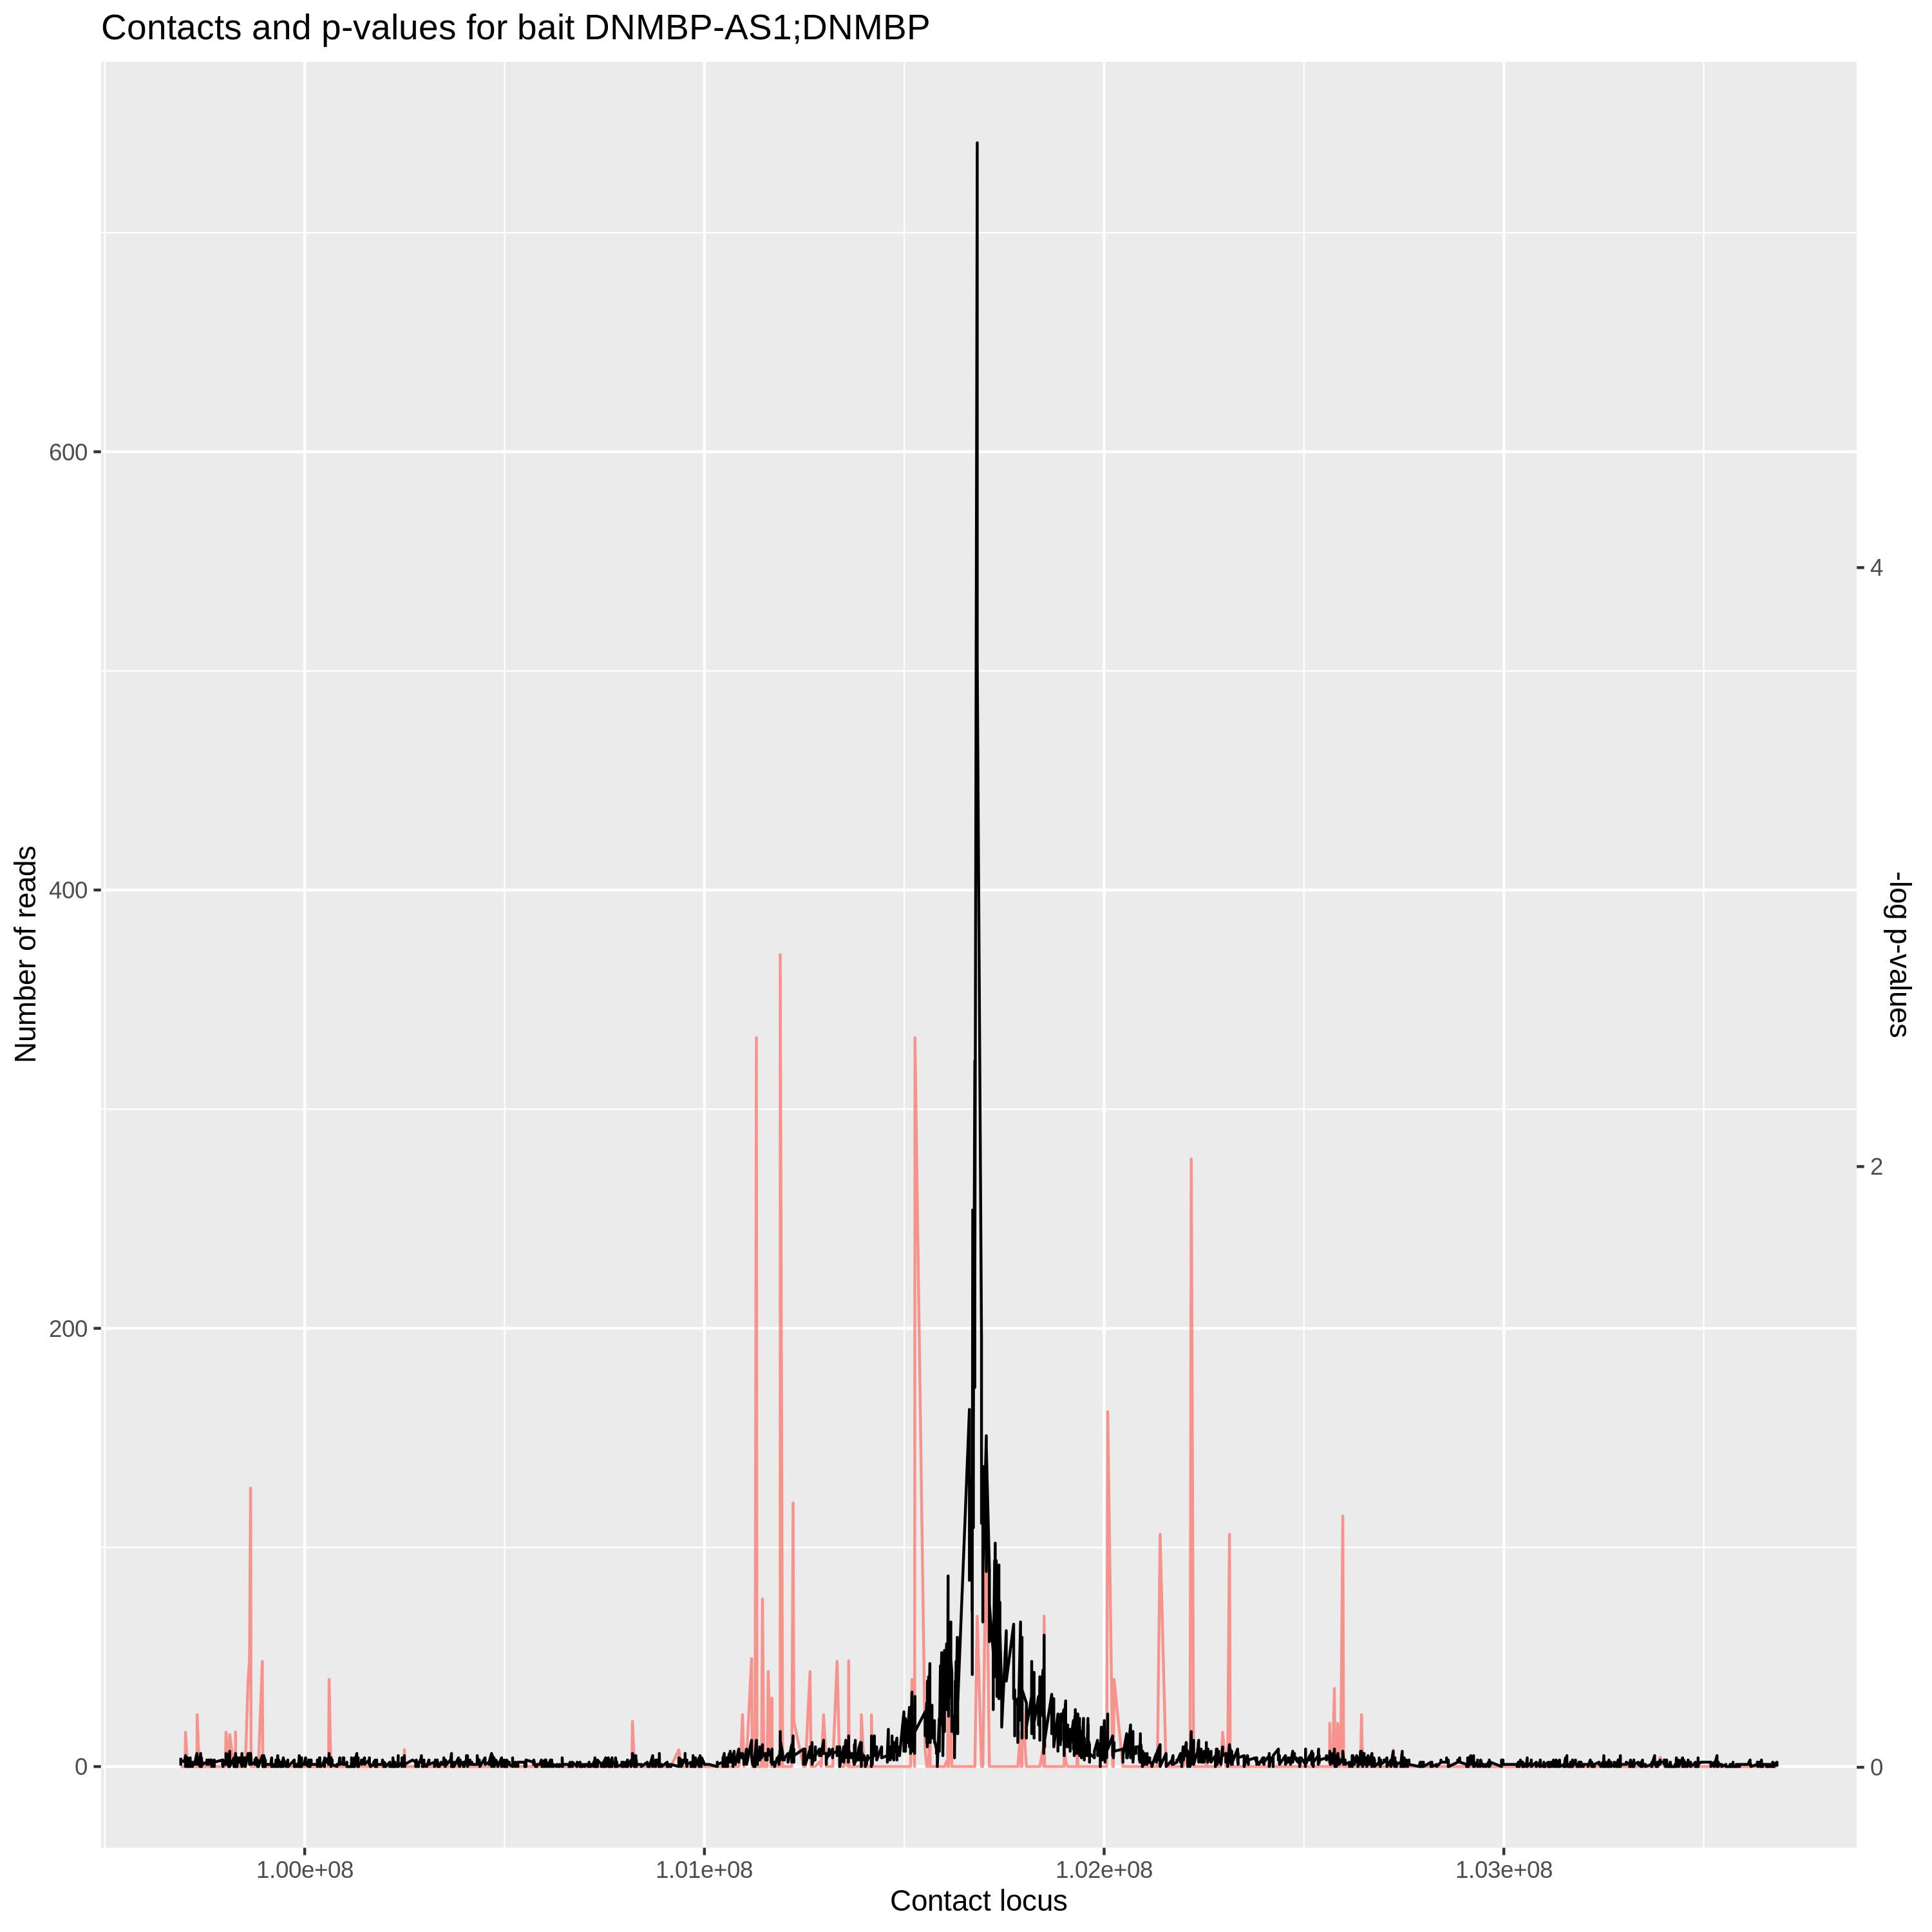 Contacts and p-values for bait DNMBP-AS1;DNMBP
Number of reads
600
400
200
0
4
2
0
-log p-values
1.00e+08
1.01e+08
1.02e+08
1.03e+08
Contact locus